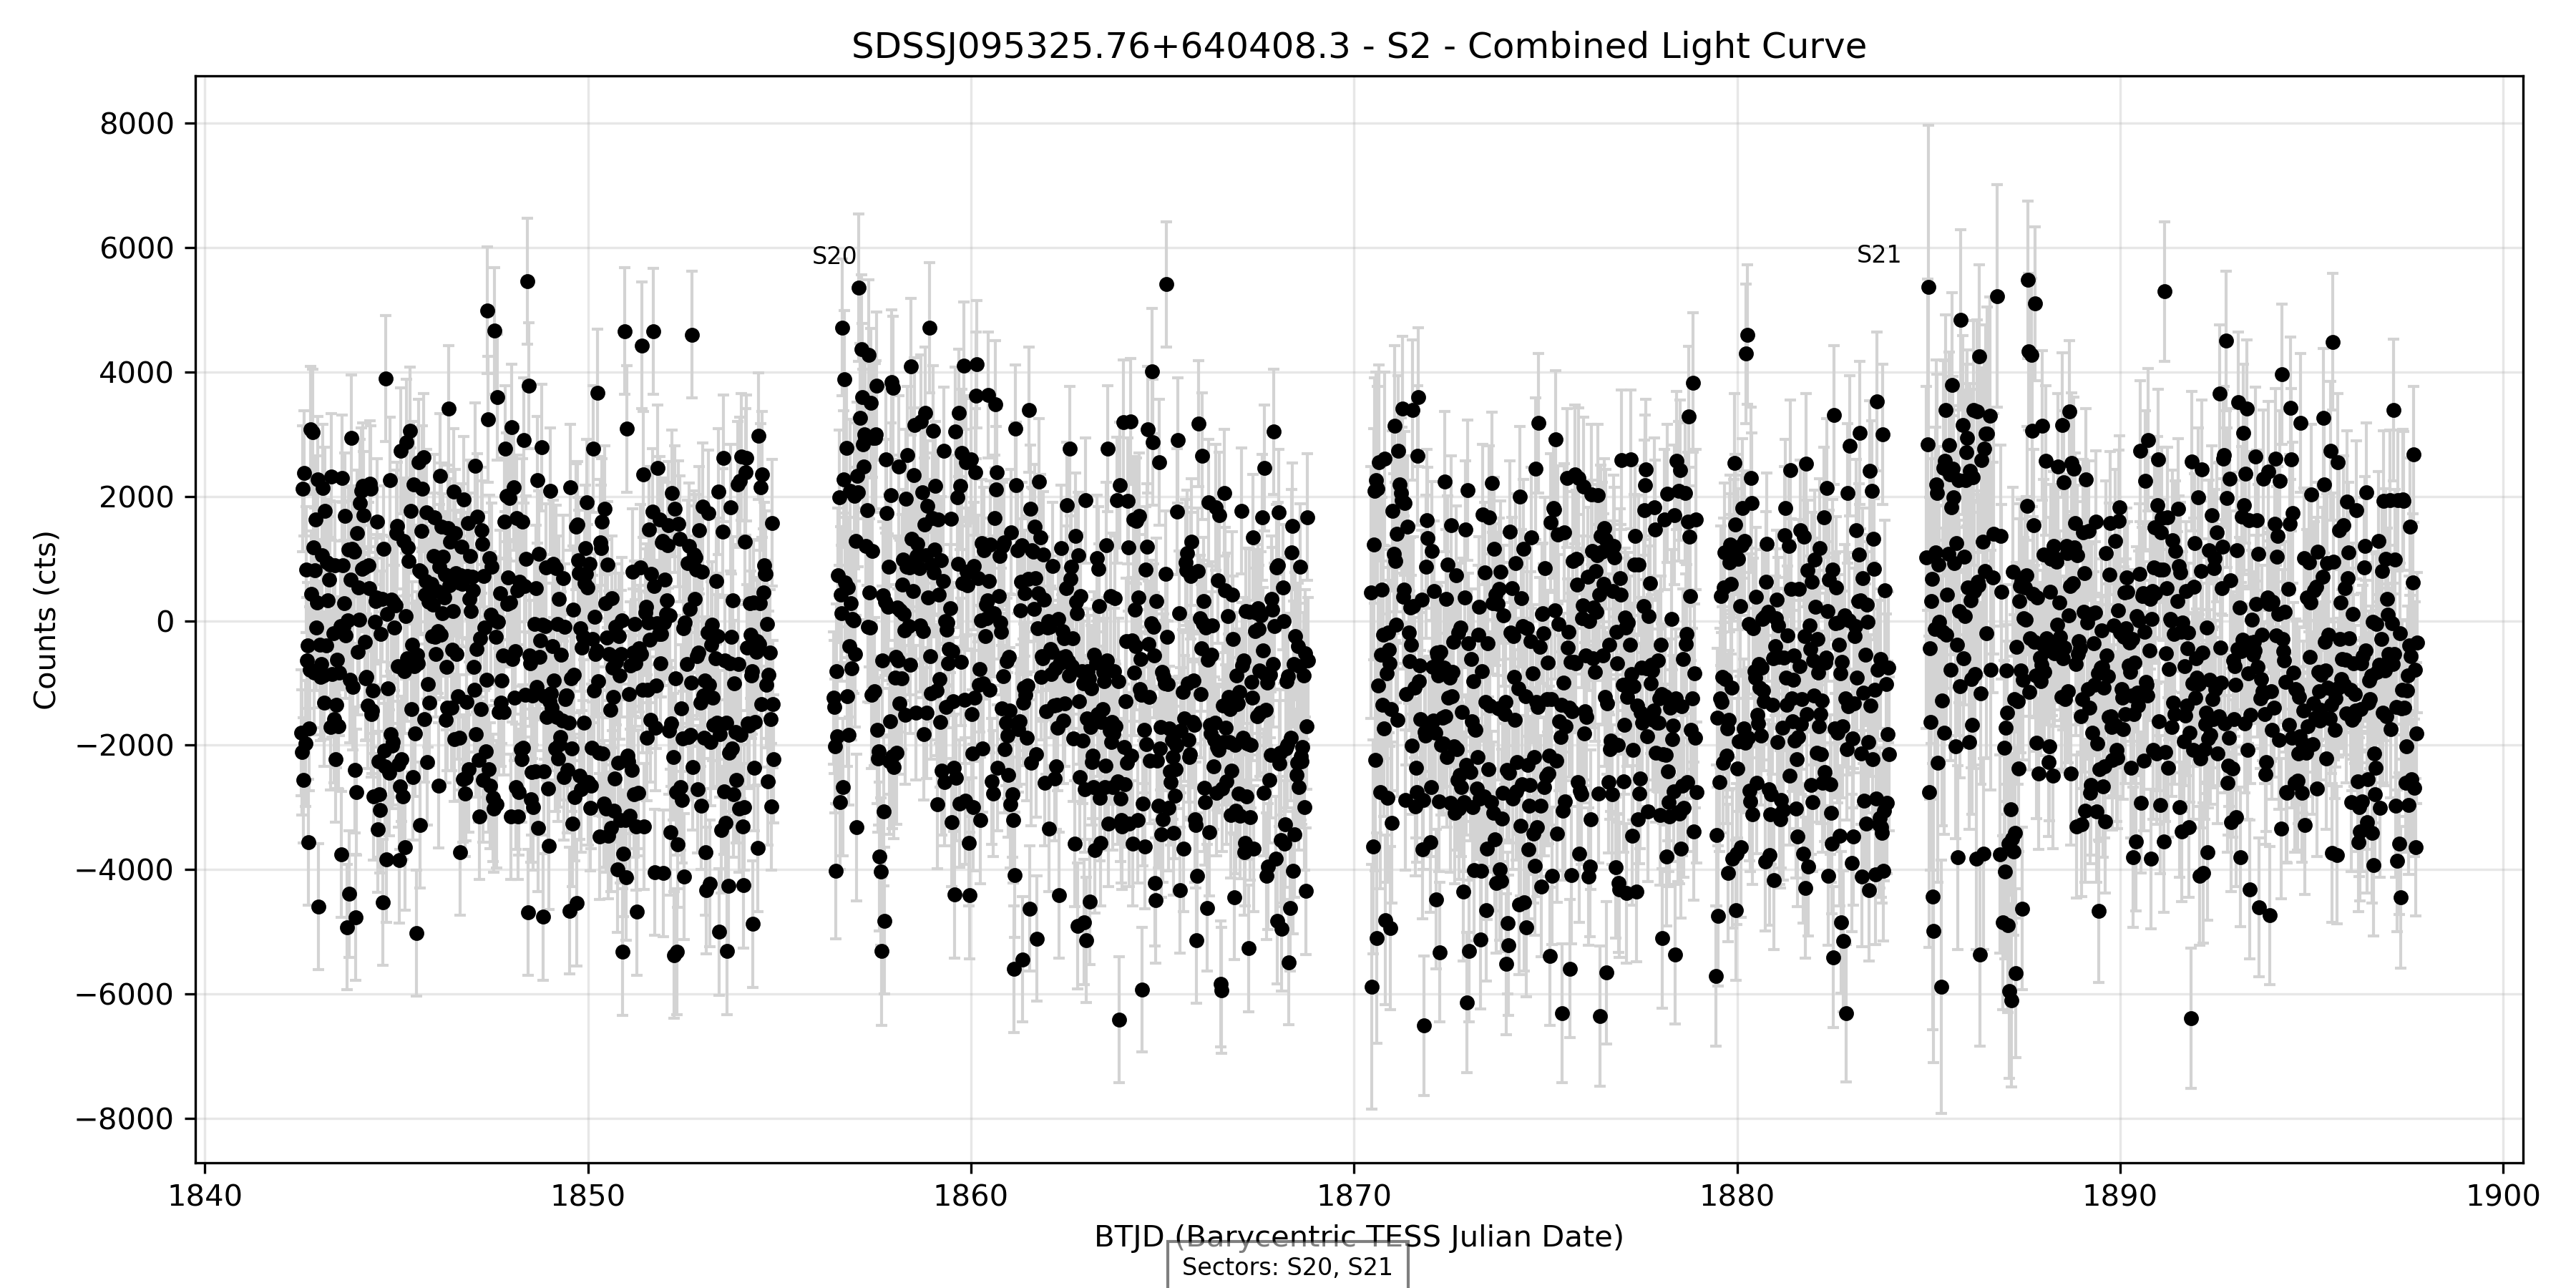 SDSSJ095325.76+640408.3 - S2 - Combined Light Curve
8000
6000
4000
2000
0
−2000
−4000
−6000
−8000
Counts (cts)
S20
S21
1840 1850 1860 1870 1880 1890 1900
BTJD (Barycentric TESS Julian Date)
Sectors: S20, S21